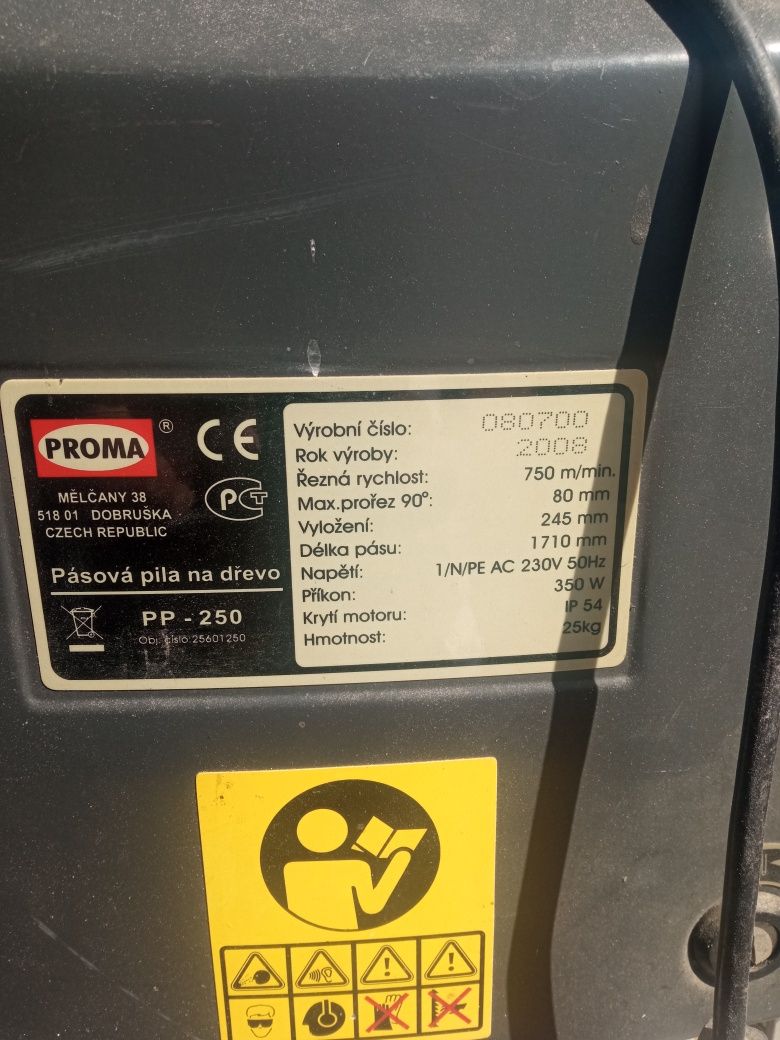 PROMA ®
CE
PCT
MĚLČANY 38
518 01 DOBRUŠKA
CZECH REPUBLIC
Pásová pila na dřevo
PP - 250
Obj. číslo:25601250
Výrobní číslo: 080700
Rok výroby: 2008
Řezná rychlost: 750 m/min.
Max.prořez 90°: 80 mm
Vyložení: 245 mm
Délka pásu: 1710 mm
Napětí: 1/N/PE AC 230V 50Hz
Příkon: 350 W
Krytí motoru: IP 54
Hmotnost: 25kg